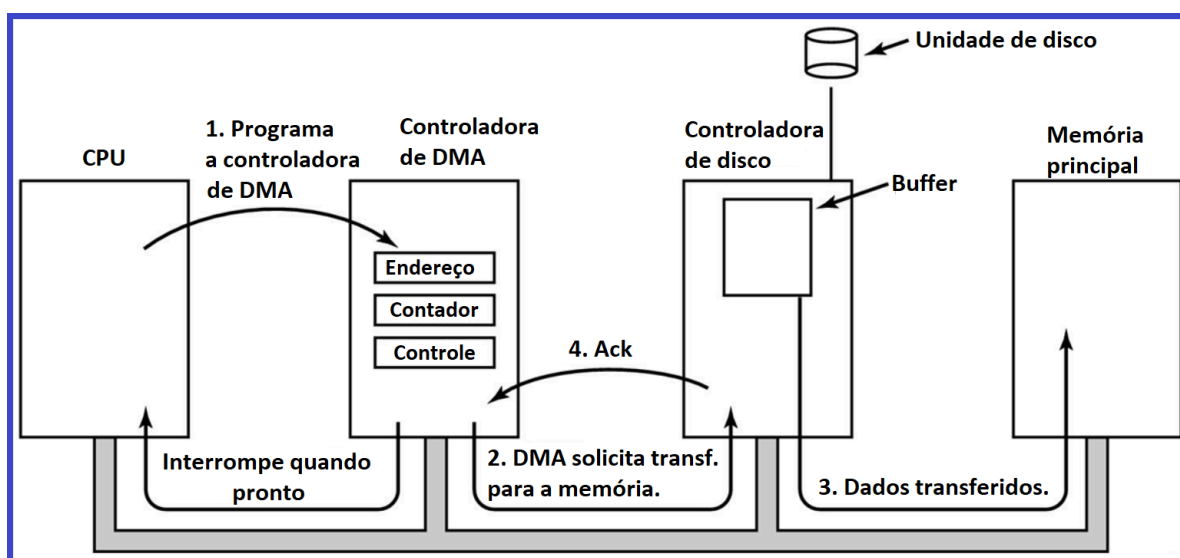 Unidade de disco
1. Programa
a controladora
de DMA
Controladora
de DMA
Controladora
de disco
Memória
principal
CPU
Buffer
Endereço
Contador
Controle
4. Ack
Interrompe quando
pronto
2. DMA solicita transf.
para a memória.
3. Dados transferidos.